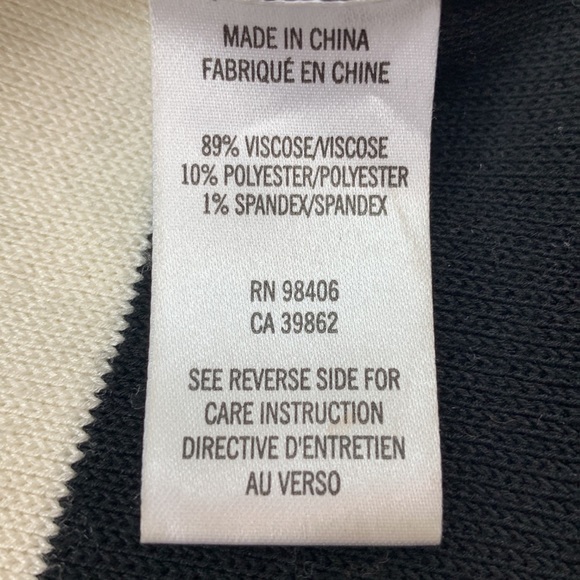 MADE IN CHINA
FABRIQUÉ EN CHINE
89% VISCOSE/VISCOSE
10% POLYESTER/POLYESTER
1% SPANDEX/SPANDEX
RN 98406
CA 39862
SEE REVERSE SIDE FOR
CARE INSTRUCTION
DIRECTIVE D'ENTRETIEN
AU VERSO